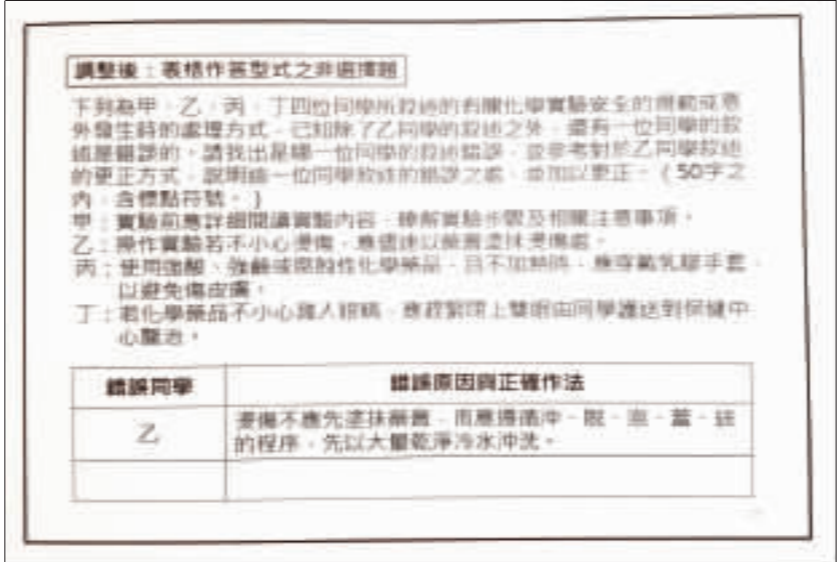 調整後：表格作答型式之非選擇題
下列為甲、乙、丙、丁四位同學所敘述的有關化學實驗安全的規範或意
外發生時的處理方式，已知除了乙同學的敘述之外，還有一位同學的敘
述是錯誤的，請找出是哪一位同學的敘述錯誤，並參考對於乙同學敘述
的更正方式，說明這一位同學敘述的錯誤之處，並加以更正。（50字之
內，含標點符號。）
甲：實驗前應詳細閱讀實驗內容，瞭解實驗步驟及相關注意事項。
乙：操作實驗若不小心燙傷，應儘速以藥膏塗抹燙傷處。
丙：使用強酸、強鹼或腐蝕性化學藥品，且不加熱時，應穿戴乳膠手套，
以避免傷皮膚。
丁：若化學藥品不小心濺入眼睛，應趕緊閉上雙眼由同學護送到保健中
心醫治。
錯誤同學 錯誤原因與正確作法
乙 燙傷不應先塗抹藥膏，而應遵循沖、脫、泡、蓋、送
的程序，先以大量乾淨冷水沖洗。